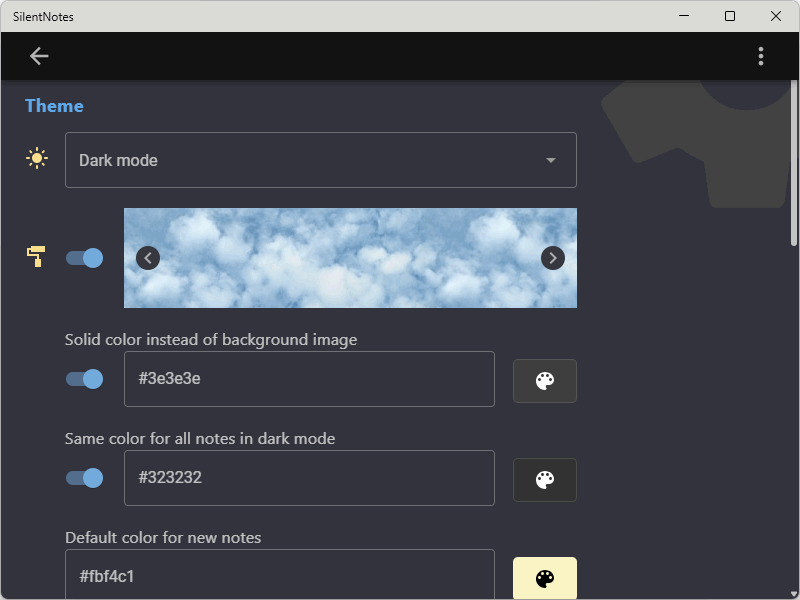 SilentNotes
Theme
Dark mode
Solid color instead of background image
#3e3e3e
Same color for all notes in dark mode
#323232
Default color for new notes
#fbf4c1